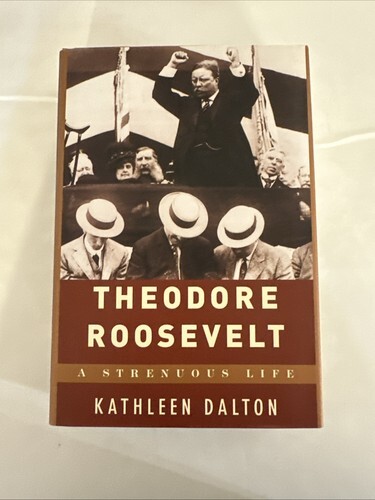 THEODORE
ROOSEVELT
A STRENUOUS LIFE
KATHLEEN DALTON